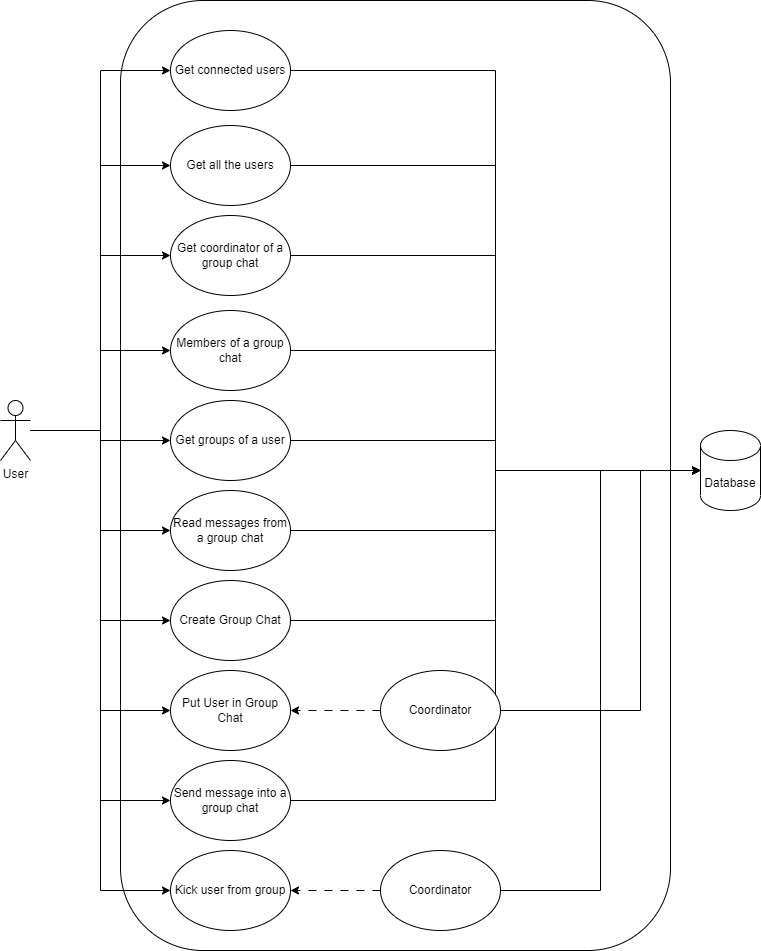 Get connected users
Get all the users
Get coordinator of a
group chat
Members of a group
chat
Get groups of a user
User
Database
Read messages from
a group chat
Create Group Chat
Put User in Group
Chat
Coordinator
Send message into a
group chat
Kick user from group
Coordinator